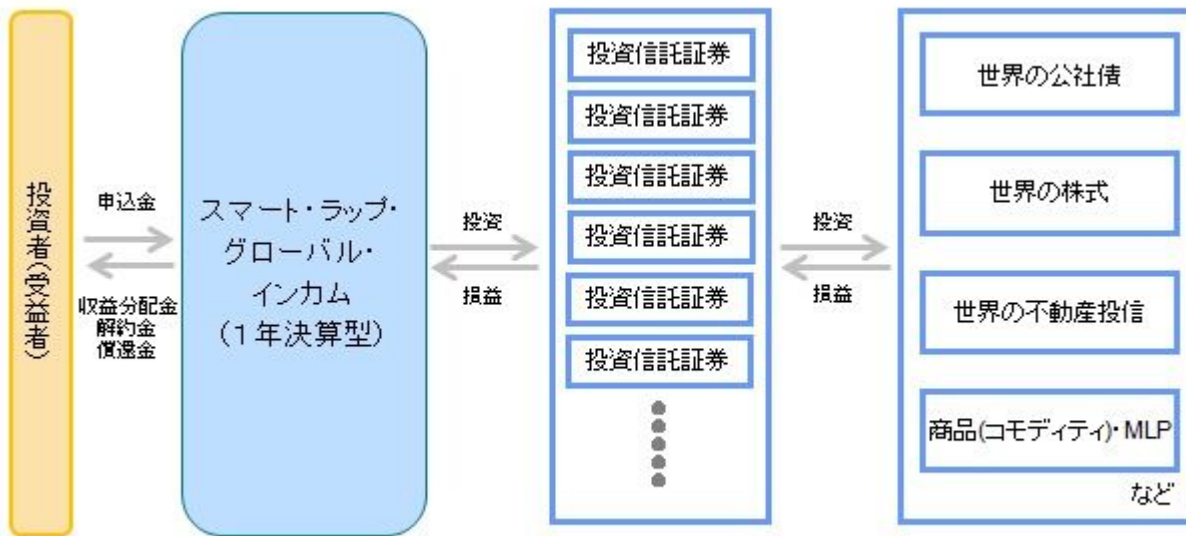 投資者(受益者)
申込金
収益分配金
解約金
償還金
スマート・ラップ・
グローバル・
インカム
(1年決算型)
投資
損益
投資信託証券
投資信託証券
投資信託証券
投資信託証券
投資信託証券
投資信託証券
投資
損益
世界の公社債
世界の株式
世界の不動産投信
商品(コモディティ)・MLP
など